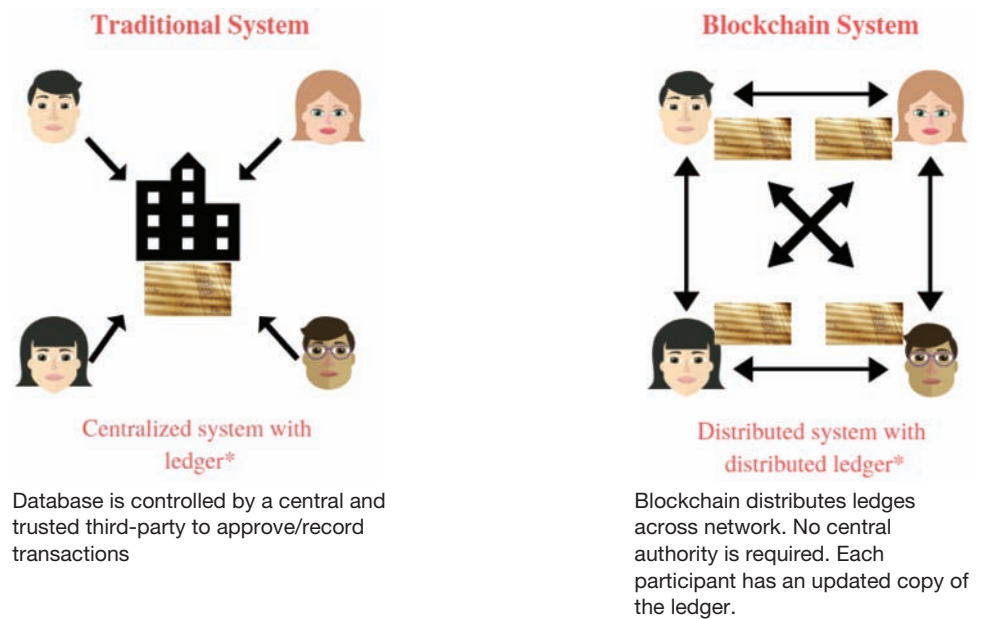 Traditional System
Centralized system with
ledger*
Database is controlled by a central and
trusted third-party to approve/record
transactions
Blockchain System
Distributed system with
distributed ledger*
Blockchain distributes ledges
across network. No central
authority is required. Each
participant has an updated copy of
the ledger.